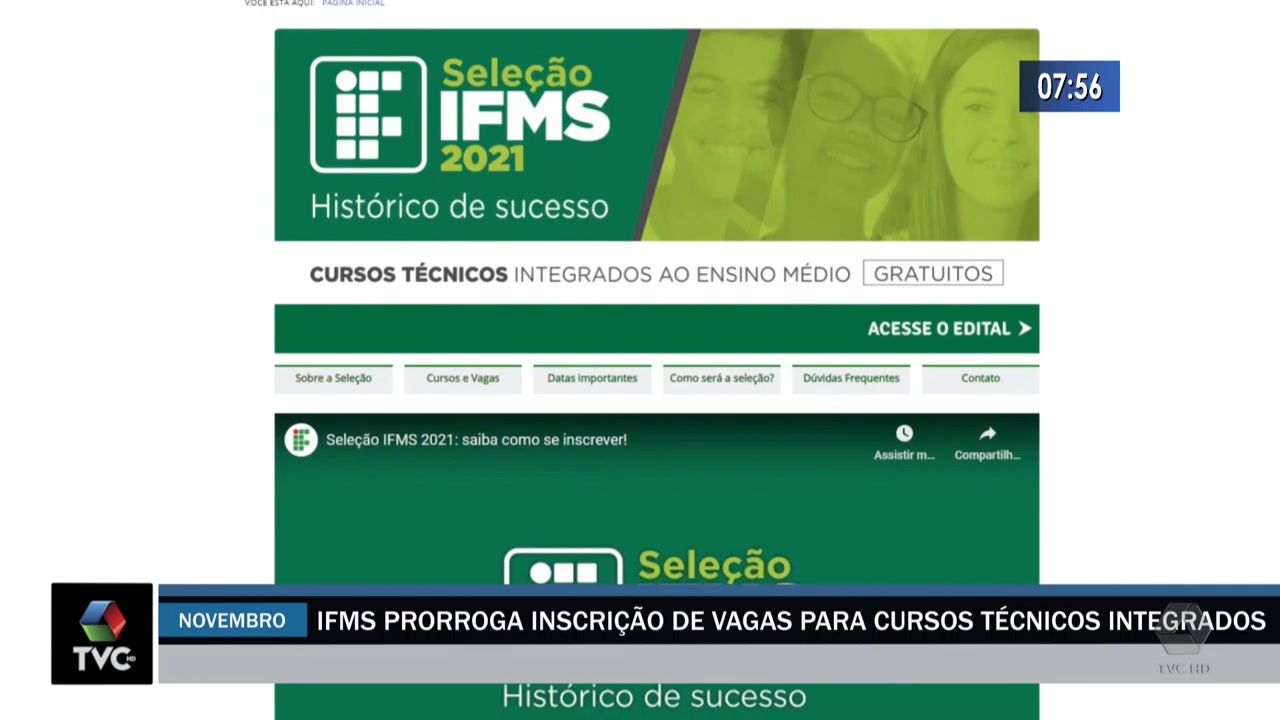 VOCÊ ESTÁ AQUI: PÁGINA INICIAL
Seleção
IFMS
2021
Histórico de sucesso
07:56
CURSOS TÉCNICOS INTEGRADOS AO ENSINO MÉDIO GRATUITOS
ACESSE O EDITAL
Sobre a Seleção Cursos e Vagas Datas importantes Como será a seleção? Dúvidas Frequentes Contato
Seleção IFMS 2021: saiba como se inscrever!
Assistir m... Compartilh...
Seleção
NOVEMBRO IFMS PRORROGA INSCRIÇÃO DE VAGAS PARA CURSOS TÉCNICOS INTEGRADOS
TVC HD
TVC HD
Histórico de sucesso